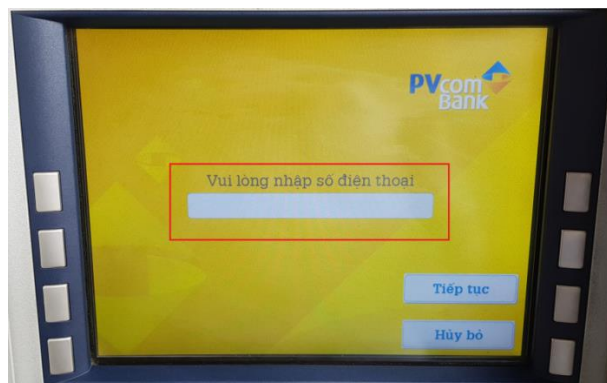 PVcom
Bank
Vui lòng nhập số điện thoại
Tiếp tục
Hủy bỏ